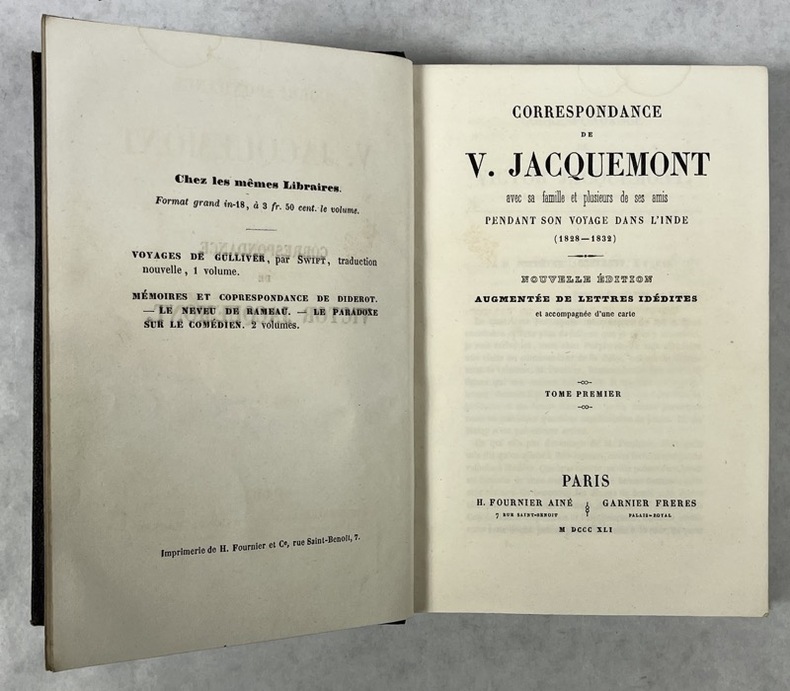 Chez les mêmes Libraires.
Format grand in-18, à 3 fr. 50 cent. le volume.
VOYAGES DE GULLIVER, par SWIFT, traduction
nouvelle, 1 volume.
MÉMOIRES ET COPRESPONDANCE DE DIDEROT.
— LE NEVEU DE RAMEAU. — LE PARADOXE
SUR LE COMÉDIEN. 2 volumes.
Imprimerie de H. Fournier et Cᵉ, rue Saint-Benoît, 7.
CORRESPONDANCE
DE
V. JACQUEMONT
avec sa famille et plusieurs de ses amis
PENDANT SON VOYAGE DANS L'INDE
(1828—1832)
NOUVELLE ÉDITION
AUGMENTÉE DE LETTRES IDÉDITES
et accompagnée d'une carte
TOME PREMIER
PARIS
H. FOURNIER AINÉ GARNIER FRERES
7 RUE SAINT-BENOIT PALAIS-ROYAL
M DCCC XLI